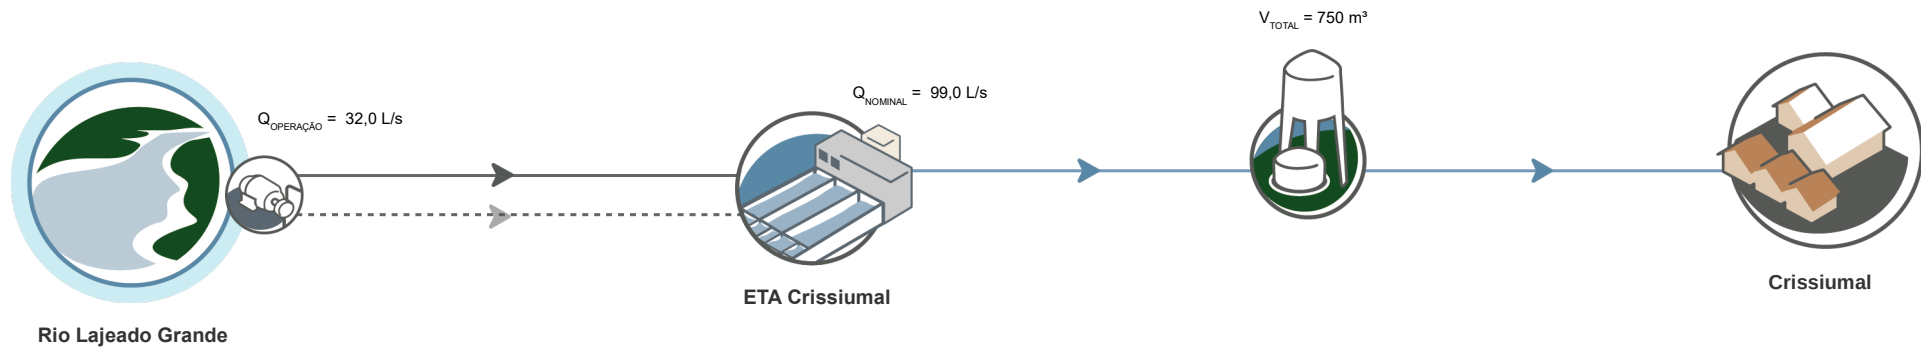 V_TOTAL = 750 m³
Q_NOMINAL = 99,0 L/s
Q_OPERAÇÃO = 32,0 L/s
Crissiumal
ETA Crissiumal
Rio Lajeado Grande